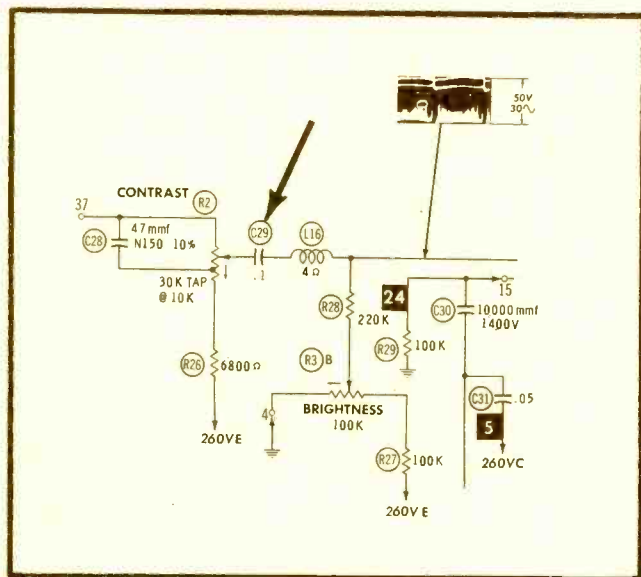 50V
30∿
CONTRAST R2
37
C29
L16
C28
47mmf
N150 10%
.1
4Ω
30K TAP
@ 10K
24
15
R28
220K
C30
10000mmf
1400V
R29
100K
R26
6800Ω
R3 B
4
BRIGHTNESS
100K
C31
.05
5
R27
100K
260VC
260VE
260VE